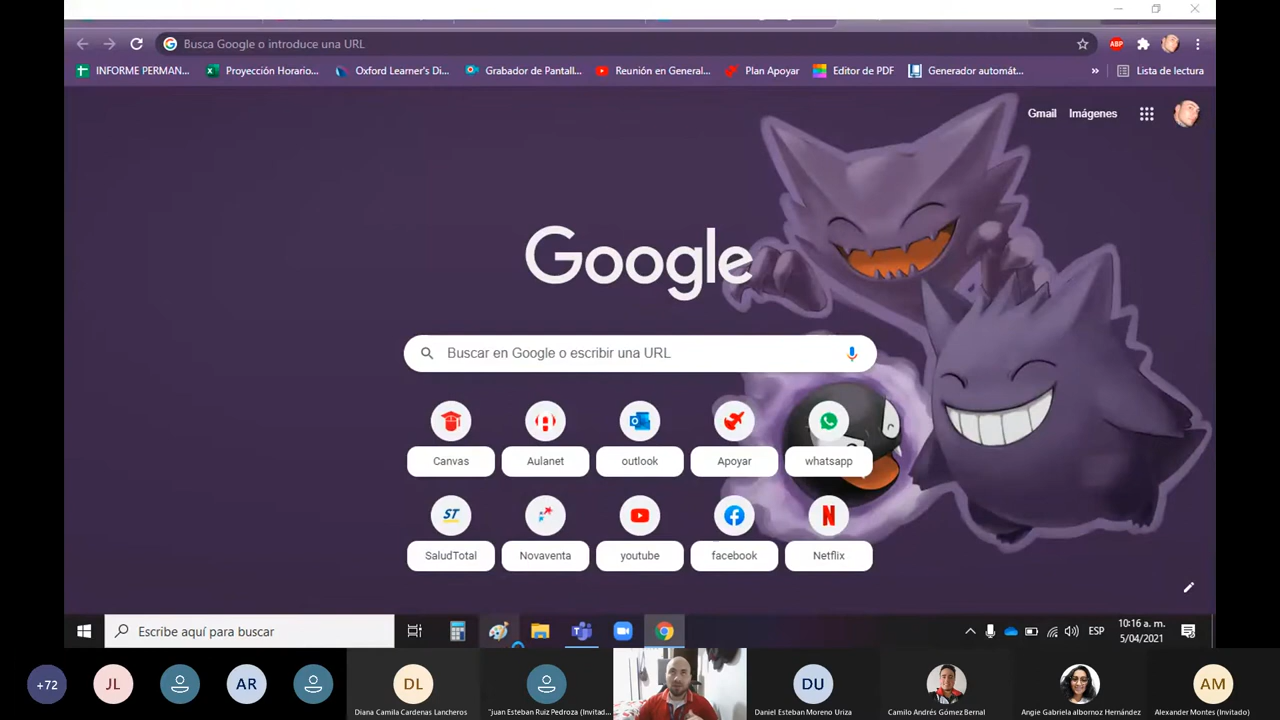 Busca Google o introduce una URL
ABP
INFORME PERMAN...
Proyección Horario...
Oxford Learner's Di...
Grabador de Pantall...
Reunión en General...
Plan Apoyar
Editor de PDF
Generador automát...
»
Lista de lectura
Gmail
Imágenes
Google
Buscar en Google o escribir una URL
Canvas
Aulanet
outlook
Apoyar
whatsapp
ST
N
SaludTotal
Novaventa
youtube
facebook
Netflix
Escribe aquí para buscar
ESP
10:16 a. m.
5/04/2021
+72
JL
AR
DL
DU
AM
Diana Camila Cardenas Lancheros
"juan Esteban Ruiz Pedroza (Invitad...
Daniel Esteban Moreno Uriza
Camilo Andrés Gómez Bernal
Angie Gabriela albornoz Hernández
Alexander Montes (Invitado)